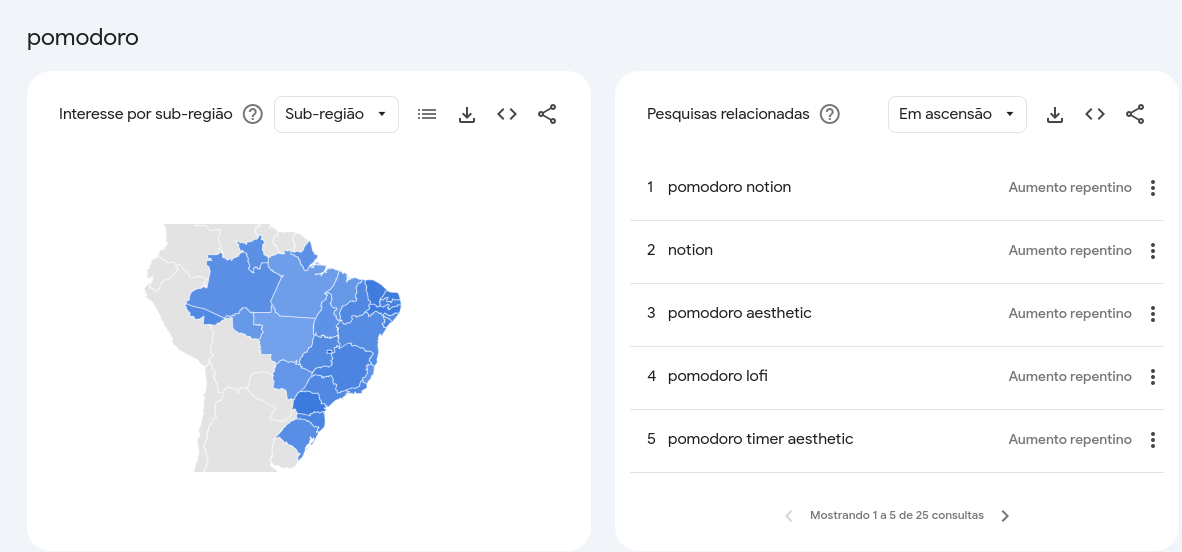 pomodoro
Interesse por sub-região
Sub-região
Pesquisas relacionadas
Em ascensão
1 pomodoro notion Aumento repentino
2 notion Aumento repentino
3 pomodoro aesthetic Aumento repentino
4 pomodoro lofi Aumento repentino
5 pomodoro timer aesthetic Aumento repentino
Mostrando 1 a 5 de 25 consultas